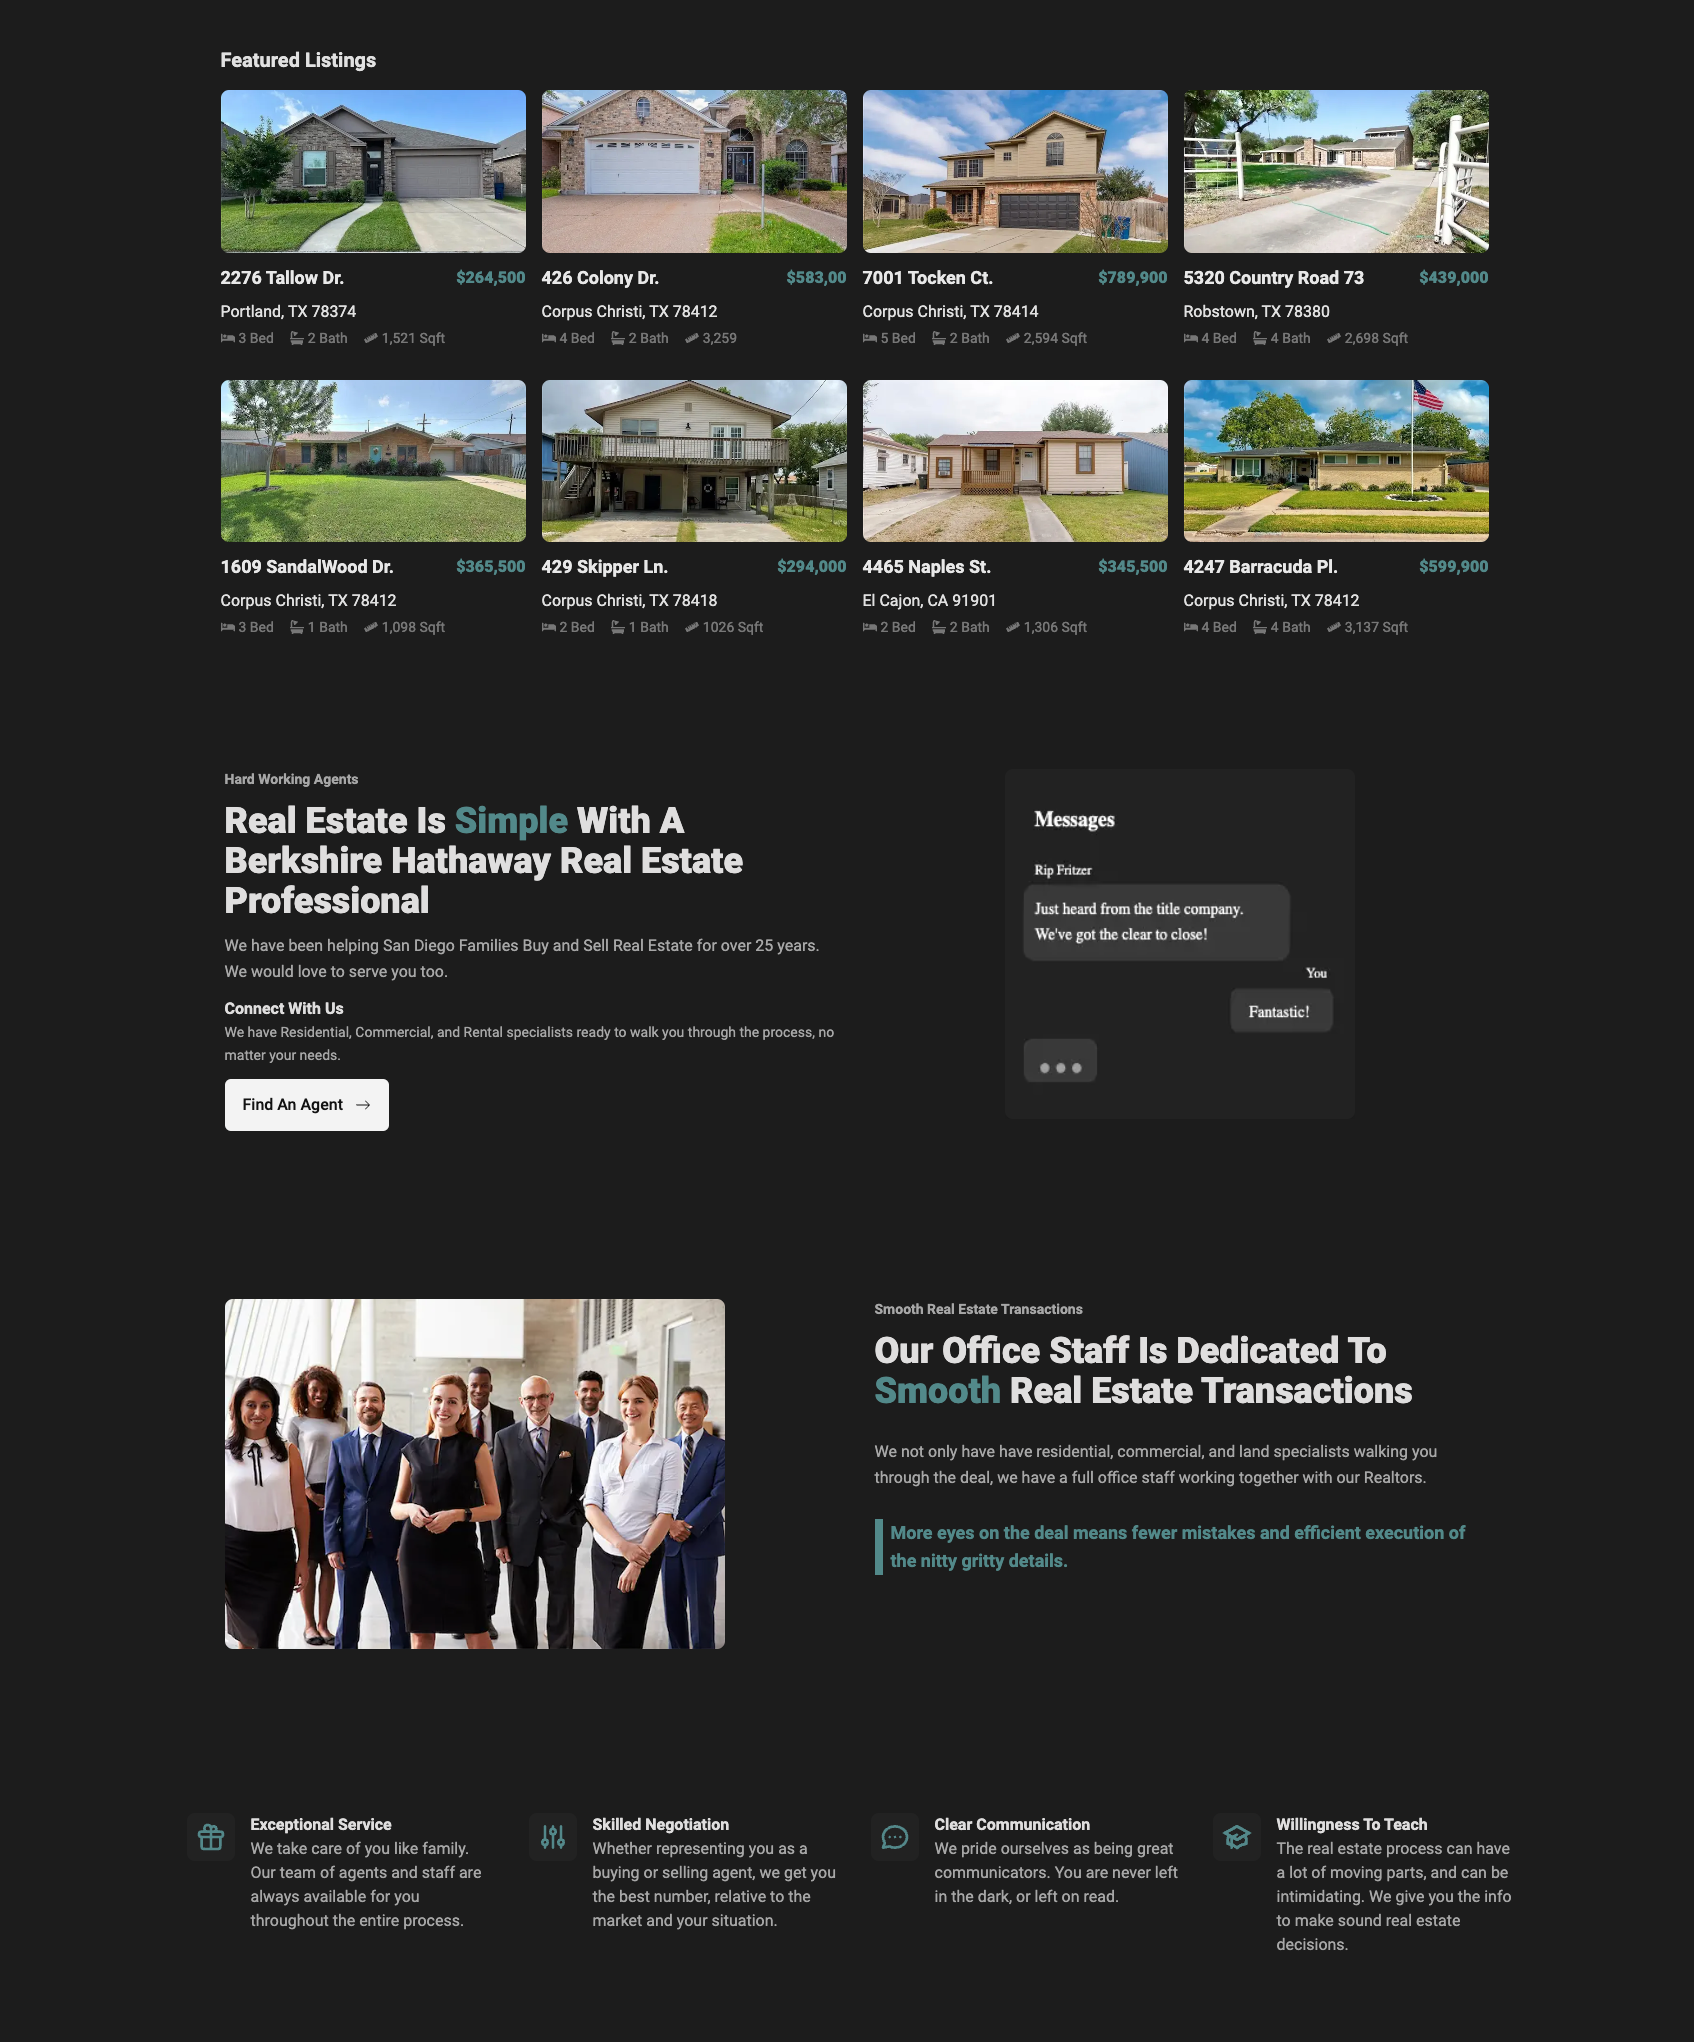 Featured Listings
2276 Tallow Dr. $264,500
Portland, TX 78374
3 Bed 2 Bath 1,521 Sqft
426 Colony Dr. $583,00
Corpus Christi, TX 78412
4 Bed 2 Bath 3,259
7001 Tocken Ct. $789,900
Corpus Christi, TX 78414
5 Bed 2 Bath 2,594 Sqft
5320 Country Road 73 $439,000
Robstown, TX 78380
4 Bed 4 Bath 2,698 Sqft
1609 SandalWood Dr. $365,500
Corpus Christi, TX 78412
3 Bed 1 Bath 1,098 Sqft
429 Skipper Ln. $294,000
Corpus Christi, TX 78418
2 Bed 1 Bath 1026 Sqft
4465 Naples St. $345,500
El Cajon, CA 91901
2 Bed 2 Bath 1,306 Sqft
4247 Barracuda Pl. $599,900
Corpus Christi, TX 78412
4 Bed 4 Bath 3,137 Sqft
Hard Working Agents
Real Estate Is Simple With A
Berkshire Hathaway Real Estate
Professional
We have been helping San Diego Families Buy and Sell Real Estate for over 25 years.
We would love to serve you too.
Connect With Us
We have Residential, Commercial, and Rental specialists ready to walk you through the process, no
matter your needs.
Find An Agent
Messages
Rip Fritzer
Just heard from the title company.
We've got the clear to close!
You
Fantastic!
Smooth Real Estate Transactions
Our Office Staff Is Dedicated To
Smooth Real Estate Transactions
We not only have have residential, commercial, and land specialists walking you
through the deal, we have a full office staff working together with our Realtors.
More eyes on the deal means fewer mistakes and efficient execution of
the nitty gritty details.
Exceptional Service
We take care of you like family.
Our team of agents and staff are
always available for you
throughout the entire process.
Skilled Negotiation
Whether representing you as a
buying or selling agent, we get you
the best number, relative to the
market and your situation.
Clear Communication
We pride ourselves as being great
communicators. You are never left
in the dark, or left on read.
Willingness To Teach
The real estate process can have
a lot of moving parts, and can be
intimidating. We give you the info
to make sound real estate
decisions.